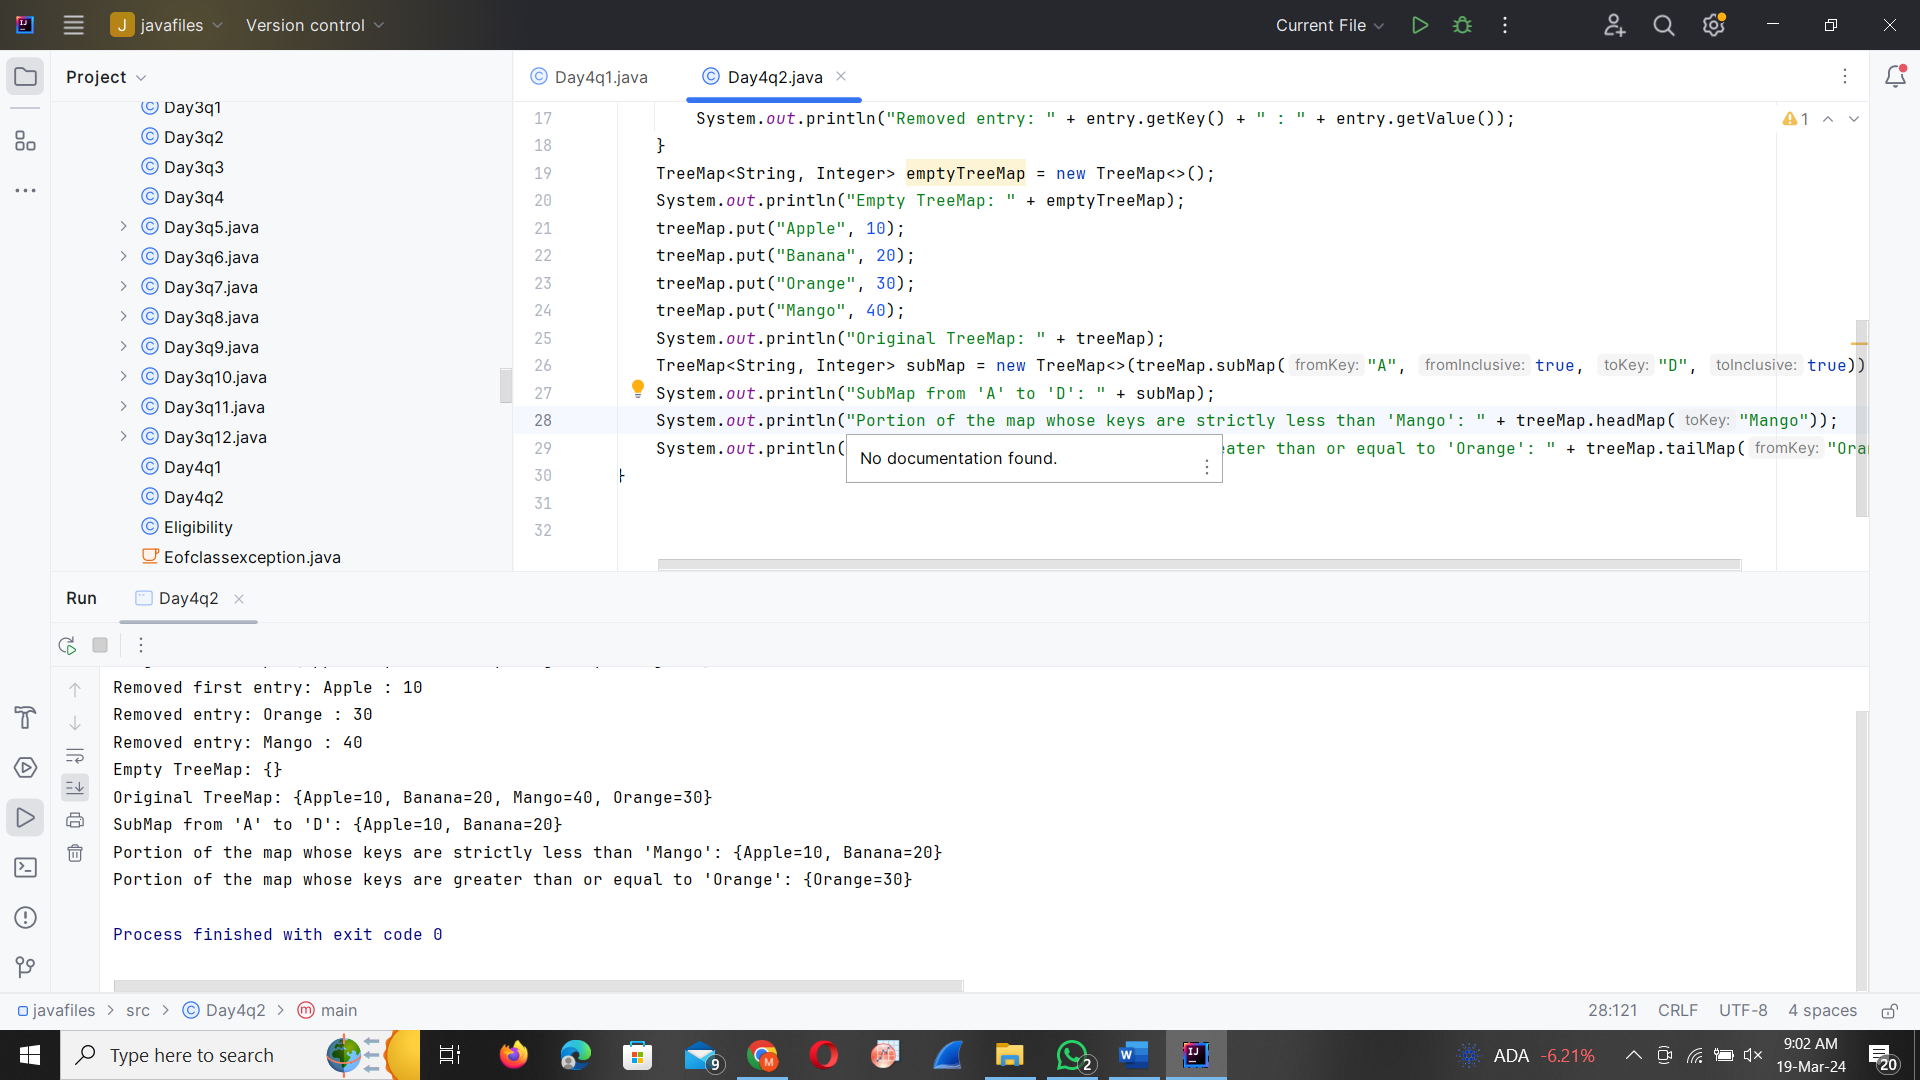 J javafiles Version control Current File
Project
Day3q1
Day3q2
Day3q3
Day3q4
Day3q5.java
Day3q6.java
Day3q7.java
Day3q8.java
Day3q9.java
Day3q10.java
Day3q11.java
Day3q12.java
Day4q1
Day4q2
Eligibility
Eofclassexception.java
Day4q1.java Day4q2.java
17 System.out.println("Removed entry: " + entry.getKey() + " : " + entry.getValue());
1
18 }
19 TreeMap<String, Integer> emptyTreeMap = new TreeMap<>();
20 System.out.println("Empty TreeMap: " + emptyTreeMap);
21 treeMap.put("Apple", 10);
22 treeMap.put("Banana", 20);
23 treeMap.put("Orange", 30);
24 treeMap.put("Mango", 40);
25 System.out.println("Original TreeMap: " + treeMap);
26 TreeMap<String, Integer> subMap = new TreeMap<>(treeMap.subMap( fromKey: "A", fromInclusive: true, toKey: "D", toInclusive: true))
27 System.out.println("SubMap from 'A' to 'D': " + subMap);
28 System.out.println("Portion of the map whose keys are strictly less than 'Mango': " + treeMap.headMap( toKey: "Mango"));
29 System.out.println( eater than or equal to 'Orange': " + treeMap.tailMap( fromKey: "Ora
No documentation found.
30 }
31
32
Run Day4q2
Removed first entry: Apple : 10
Removed entry: Orange : 30
Removed entry: Mango : 40
Empty TreeMap: {}
Original TreeMap: {Apple=10, Banana=20, Mango=40, Orange=30}
SubMap from 'A' to 'D': {Apple=10, Banana=20}
Portion of the map whose keys are strictly less than 'Mango': {Apple=10, Banana=20}
Portion of the map whose keys are greater than or equal to 'Orange': {Orange=30}
Process finished with exit code 0
javafiles > src > Day4q2 > main 28:121 CRLF UTF-8 4 spaces
Type here to search 9 2 ADA -6.21% 9:02 AM
19-Mar-24 20